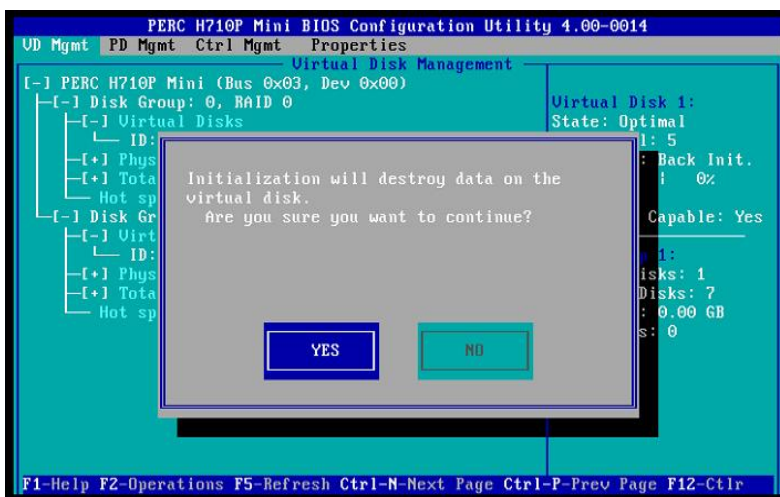 PERC H710P Mini BIOS Configuration Utility 4.00-0014
VD Mgmt PD Mgmt Ctrl Mgmt Properties
Virtual Disk Management
[-] PERC H710P Mini (Bus 0x03, Dev 0x00)
[-] Disk Group: 0, RAID 0
Virtual Disk 1:
[-] Virtual Disks
State: Optimal
ID:
l: 5
[+] Phys
: Back Init.
[+] Tota
Initialization will destroy data on the
0%
Hot sp
virtual disk.
[-] Disk Gr
Are you sure you want to continue?
Capable: Yes
[-] Virt
ID:
1:
[+] Phys
isks: 1
[+] Tota
Disks: 7
Hot sp
: 0.00 GB
s: 0
YES
NO
F1-Help F2-Operations F5-Refresh Ctrl-N-Next Page Ctrl-P-Prev Page F12-Ctlr